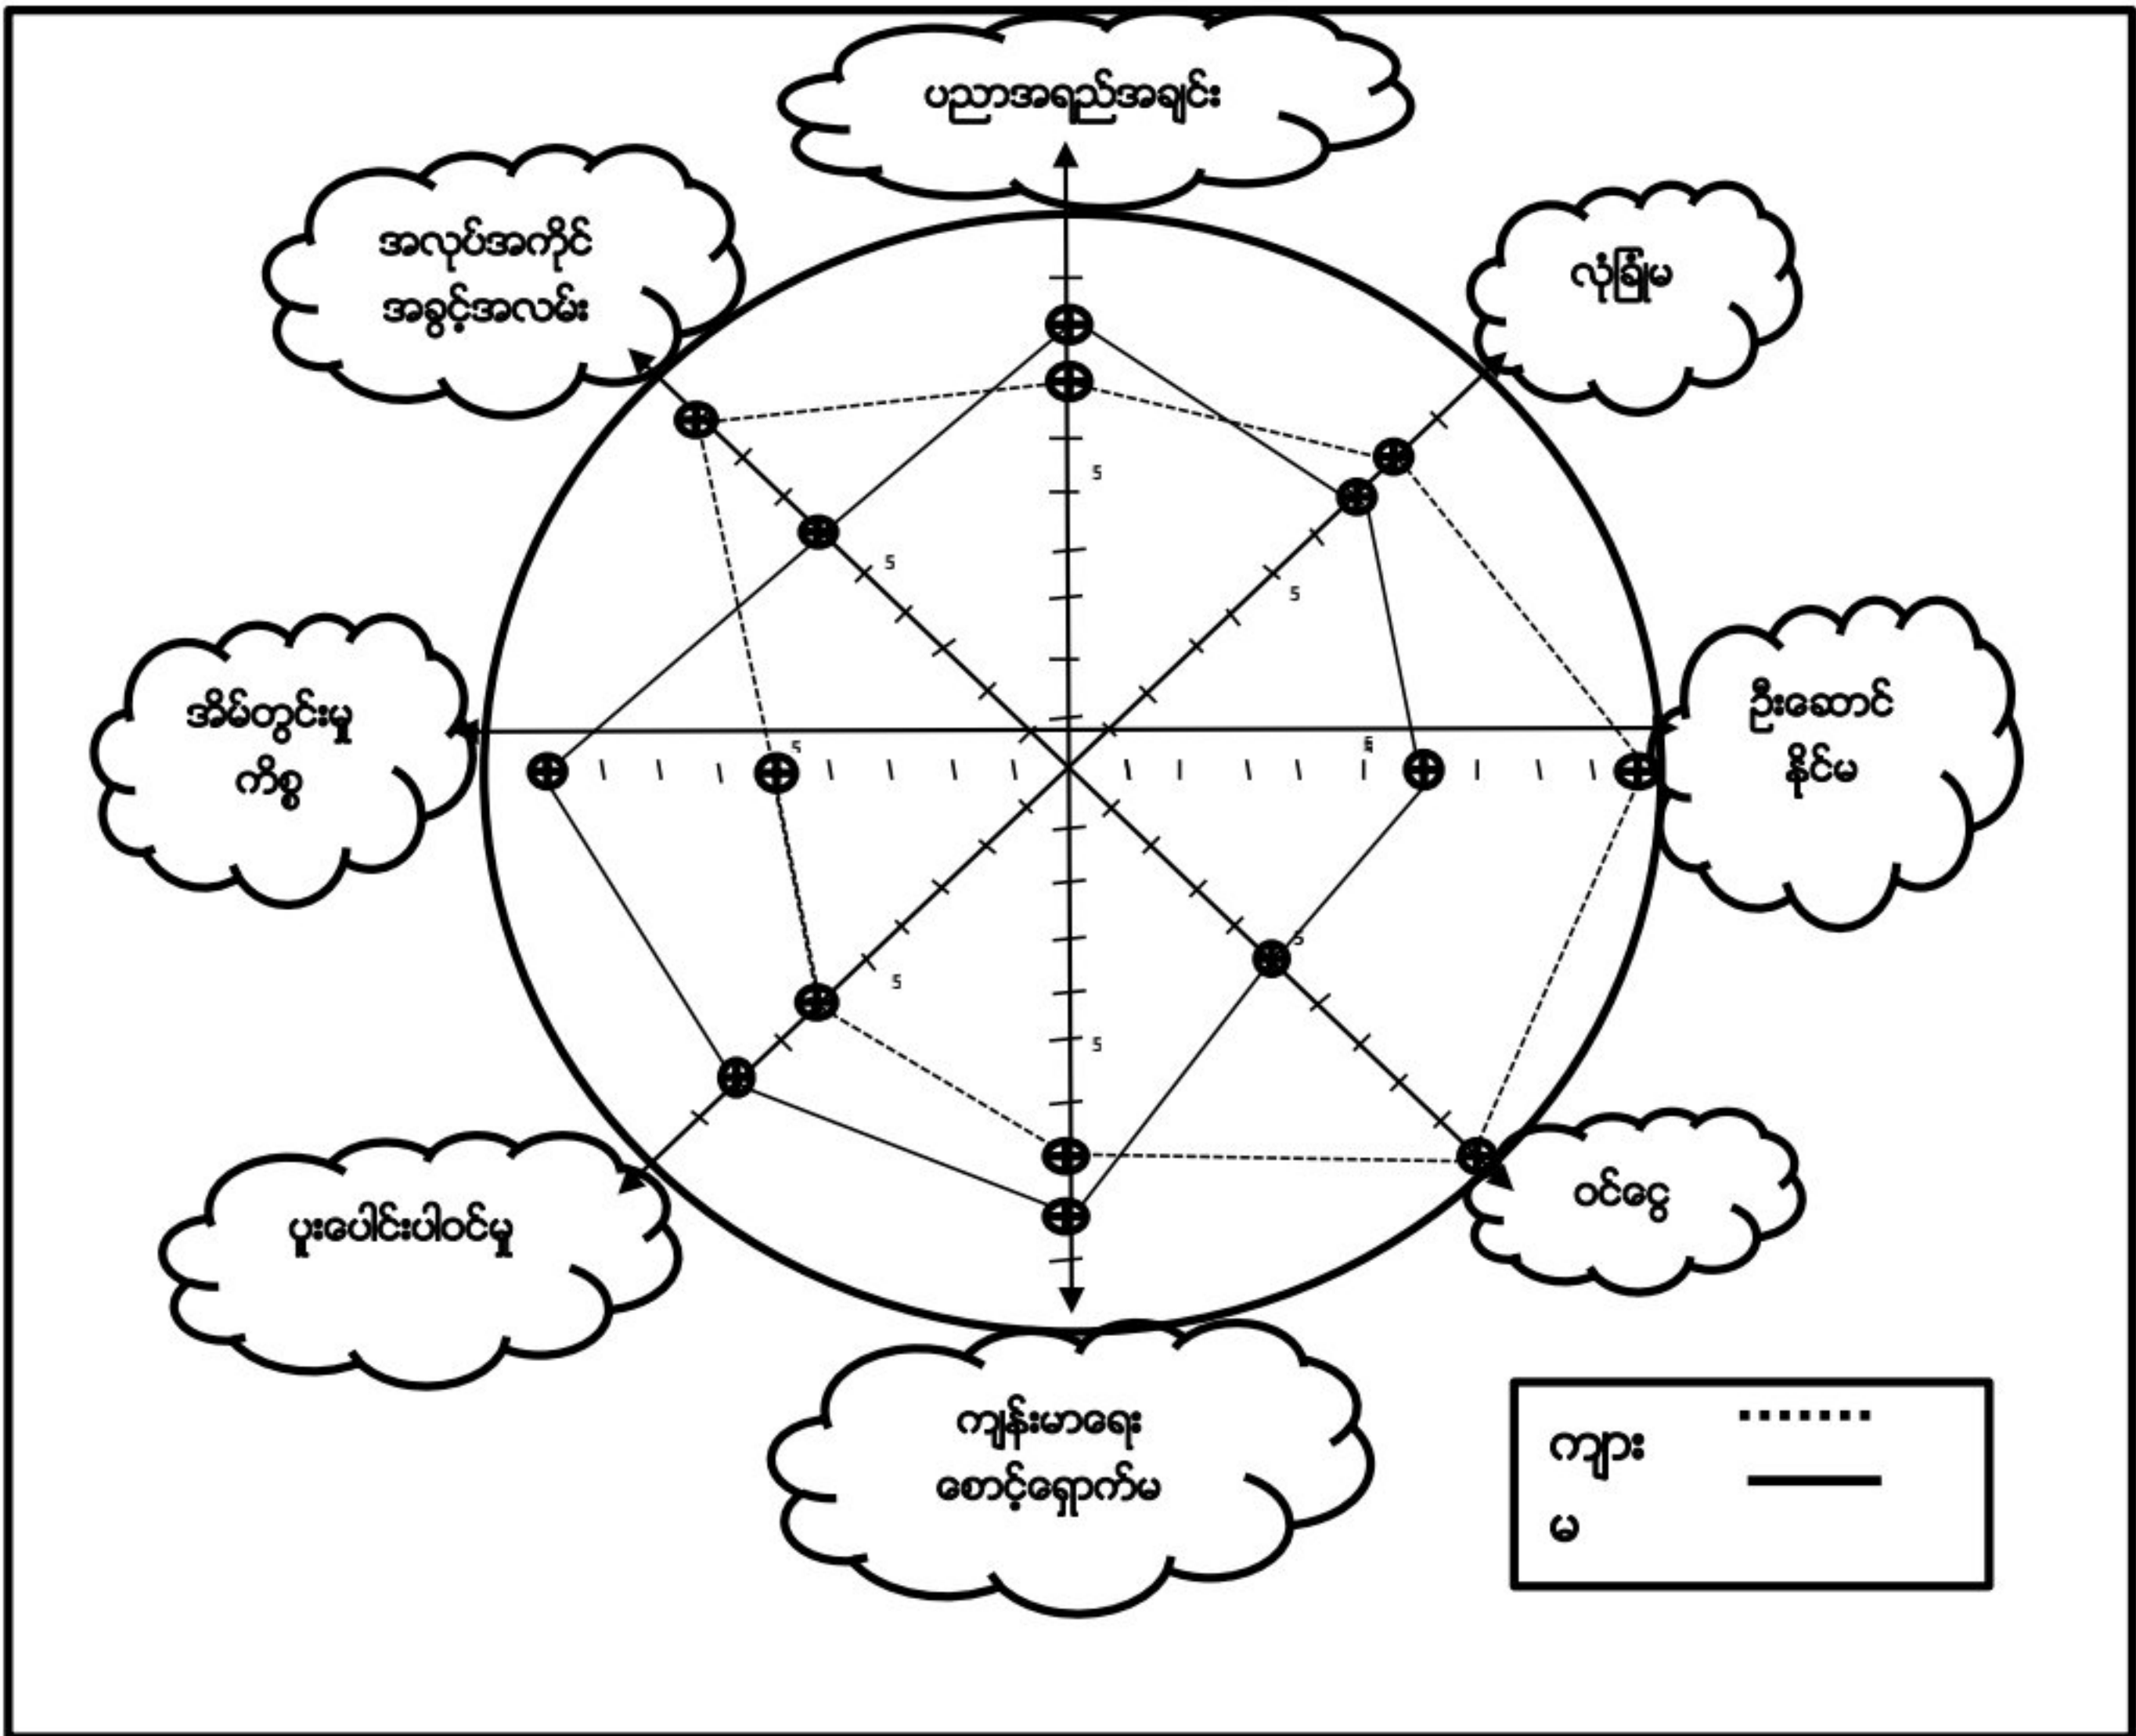 ပညာအရည်အချင်း
အလုပ်အကိုင်
အခွင့်အလမ်း
လုံခြုံမ
5
5
5
အိမ်တွင်းမှု
ကိစ္စ
ဦးဆောင်
နိုင်မ
5
5
5
5
ပူးပေါင်းပါဝင်မှု
ဝင်ငွေ
ကျန်းမာရေး
စောင့်ရှောက်မ
ကျား
မ